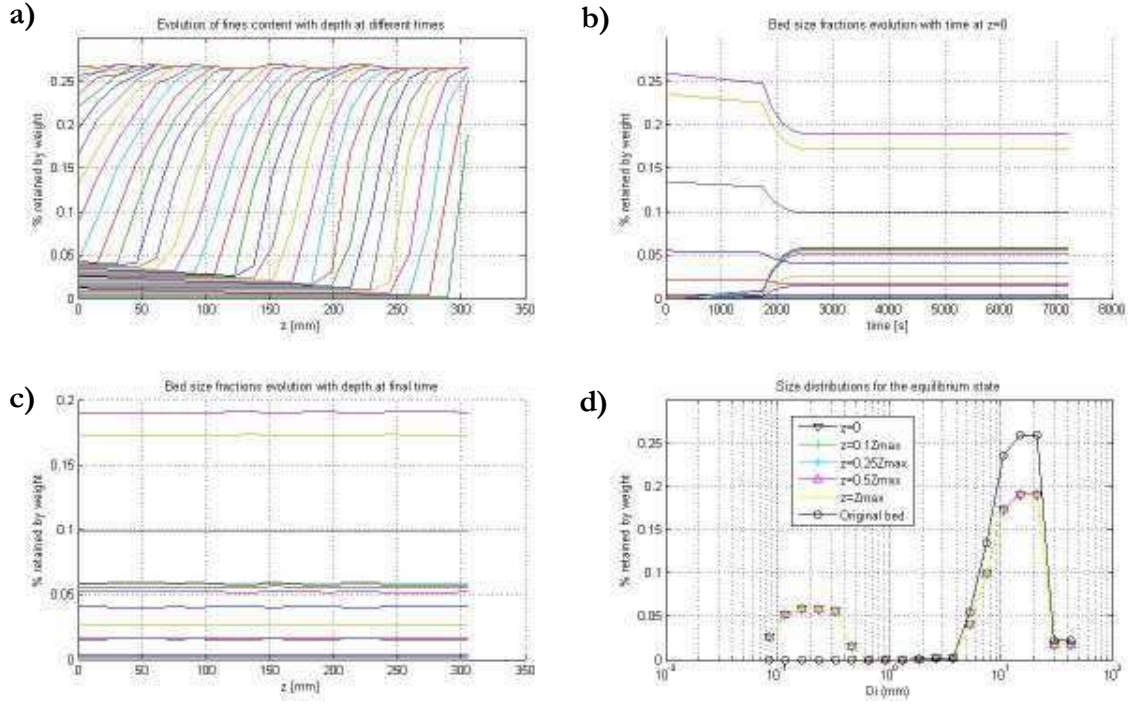 a)
Evolution of fines content with depth at different times
% retained by weight
0.25
0.2
0.15
0.1
0.05
0
0 50 100 150 200 250 300 350
z [mm]
b)
Bed size fractions evolution with time at z=0
% retained by weight
0.25
0.2
0.15
0.1
0.05
0
0 1000 2000 3000 4000 5000 6000 7000 8000
time [s]
c)
Bed size fractions evolution with depth at final time
% retained by weight
0.2
0.15
0.1
0.05
0
0 50 100 150 200 250 300 350
z [mm]
d)
Size distributions for the equilibrium state
% retained by weight
0.25
0.2
0.15
0.1
0.05
0
z=0
z=0.1Zmax
z=0.25Zmax
z=0.5Zmax
z=Zmax
Original bed
Di (mm)